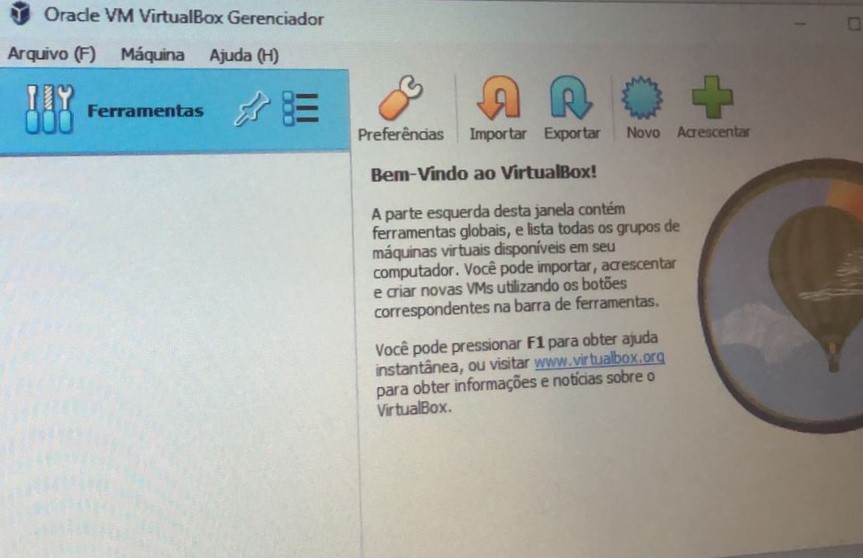 Oracle VM VirtualBox Gerenciador
Arquivo (F) Máquina Ajuda (H)
Ferramentas
Preferências Importar Exportar Novo Acrescentar
Bem-Vindo ao VirtualBox!
A parte esquerda desta janela contém
ferramentas globais, e lista todas os grupos de
máquinas virtuais disponíveis em seu
computador. Você pode importar, acrescentar
e criar novas VMs utilizando os botões
correspondentes na barra de ferramentas.
Você pode pressionar F1 para obter ajuda
instantânea, ou visitar www.virtualbox.org
para obter informações e notícias sobre o
VirtualBox.